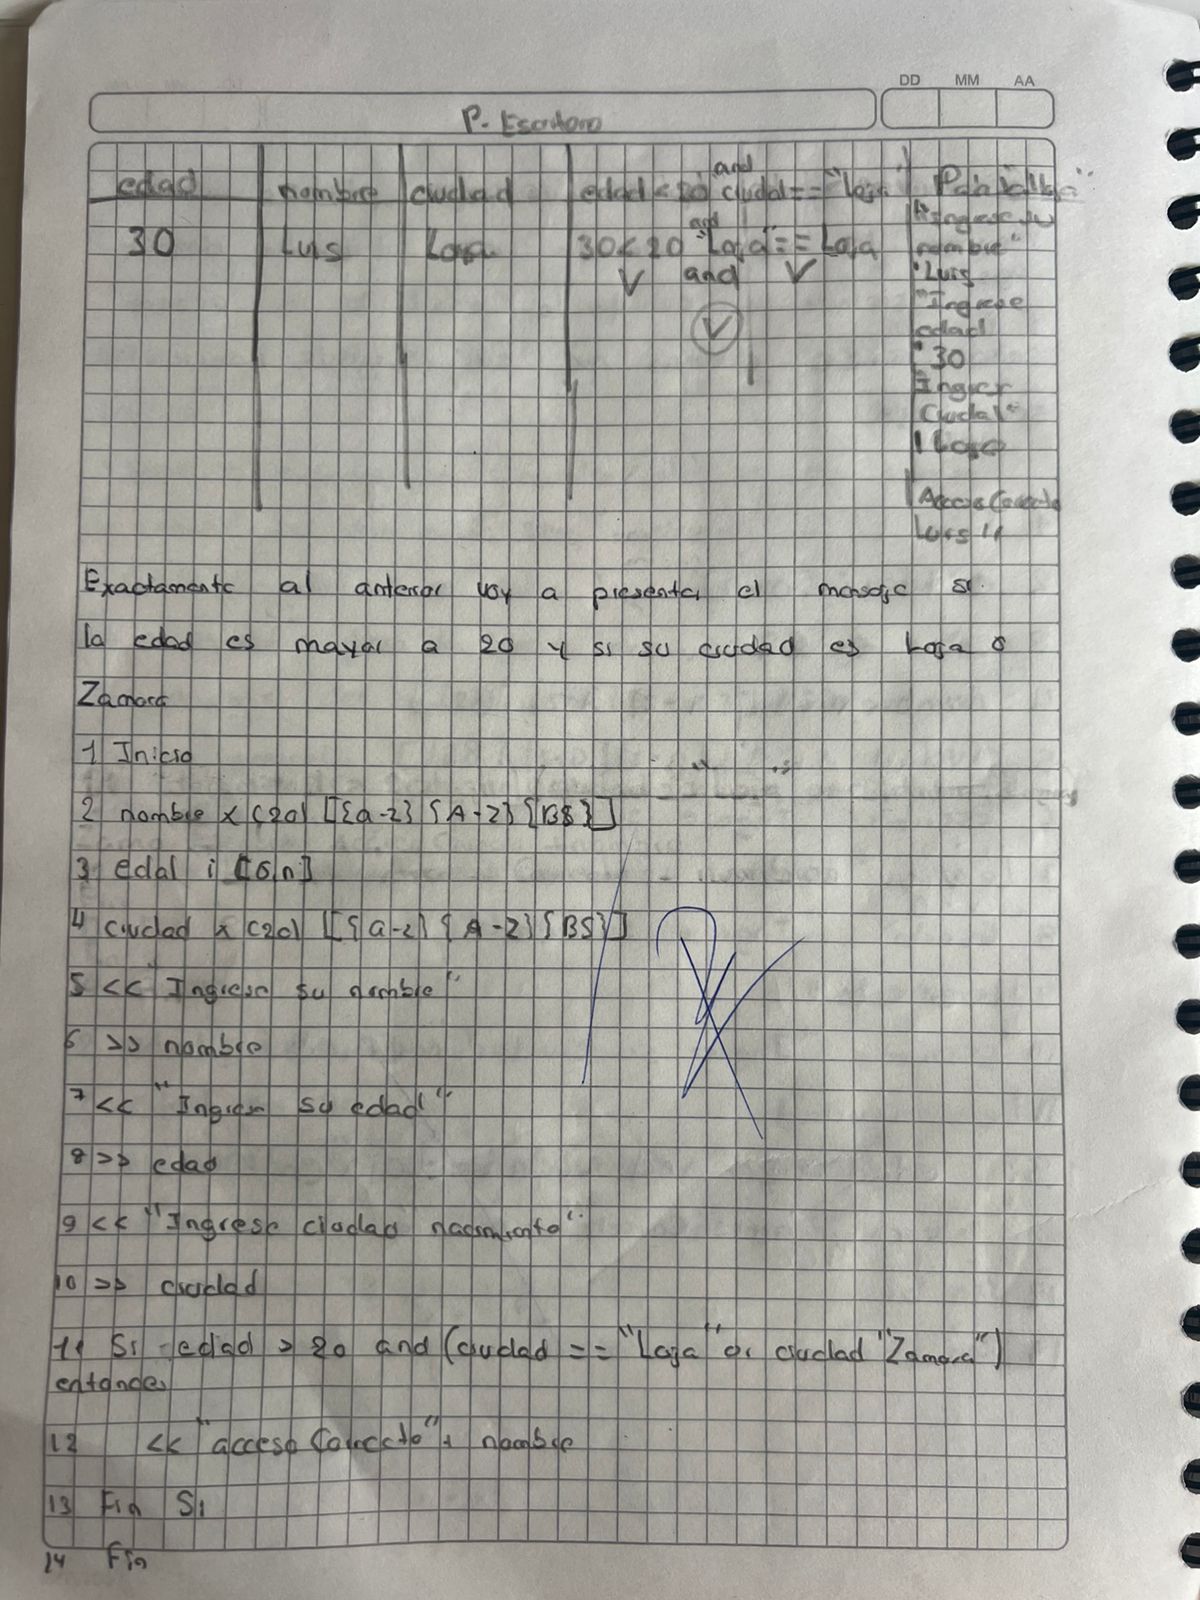 DD MM AA
P. Escritorio
edad nombre ciudad edad < 20 and ciudad == "Loja" Pantalla
30 Luis Loja 30 < 20 and "Loja" == Loja
V and V
V
"Ingrese su
nombre"
Luis
"Ingrese
edad
30
Ingrese
Ciudad"
Loja
Acceso Correcto
Luis
Exactamente al anterior voy a presentar el mensaje si
la edad es mayor a 20 y si su ciudad es Loja o
Zamora
1 Inicio
2 nombre x (20) [{a-z} {A-Z} {BS}]
3 edad i [6,n]
4 ciudad x (20) [{a-z} {A-Z} {BS}]
5 << "Ingrese su nombre"
6 >> nombre
7 << "Ingrese su edad"
8 >> edad
9 << "Ingrese ciudad nacimiento"
10 >> ciudad
11 Si edad > 20 and (ciudad == "Loja" or ciudad "Zamora")
entonces
12 << "acceso Correcto" + nombre
13 Fin Si
14 Fin